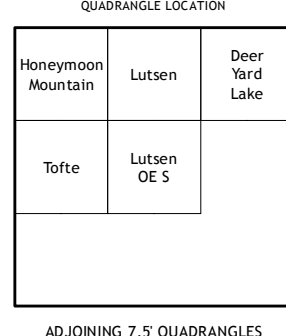 QUADRANGLE LOCATION
Honeymoon
Mountain
Lutsen
Deer
Yard
Lake
Tofte
Lutsen
OE S
ADJOINING 7.5' QUADRANGLES